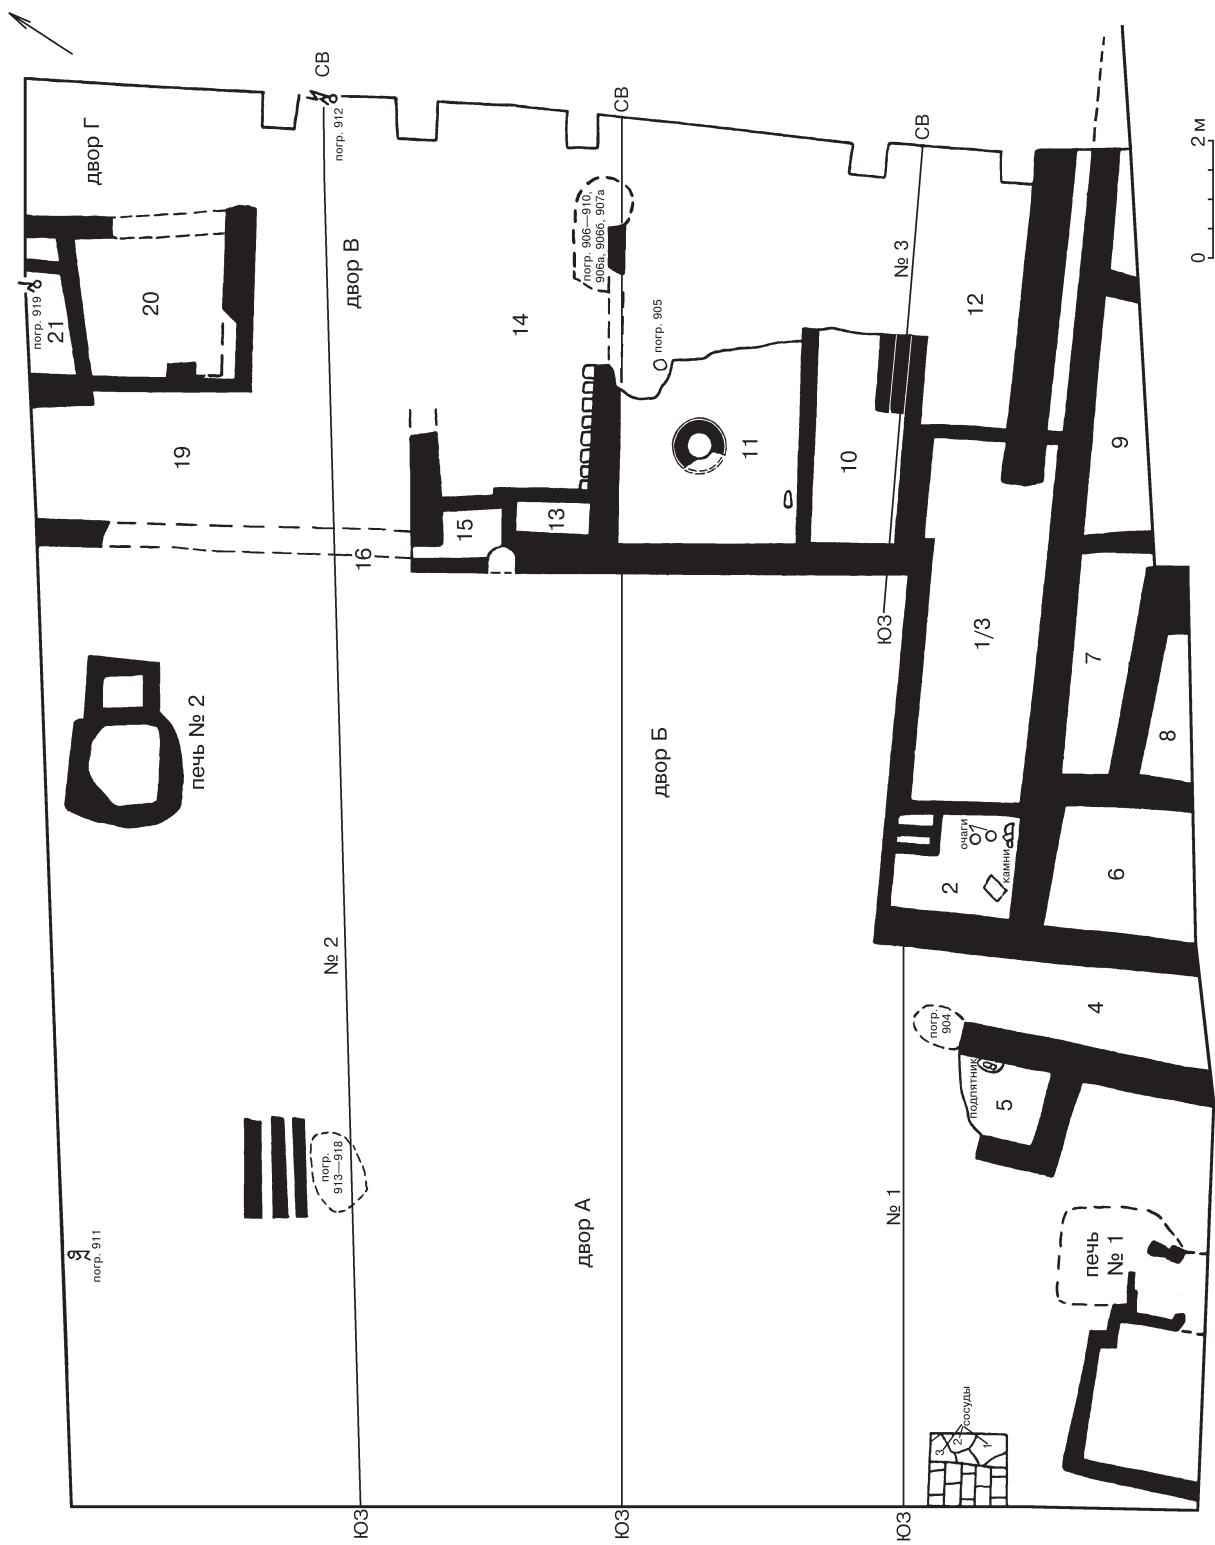 СВ
погр. 912
двор Г
СВ
СВ
2 м
0
двор В
погр. 906—910,
906а, 906б, 907а
№ 3
погр. 919
21
20
14
погр. 905
12
19
15
13
11
10
9
16
ЮЗ
1/3
7
8
печь № 2
двор Б
очаги
камни
2
6
№ 2
погр.
904
4
подпятник
5
погр.
913—918
погр. 911
двор А
№ 1
печь
№ 1
сосуды
3
2
1
ЮЗ
ЮЗ
ЮЗ